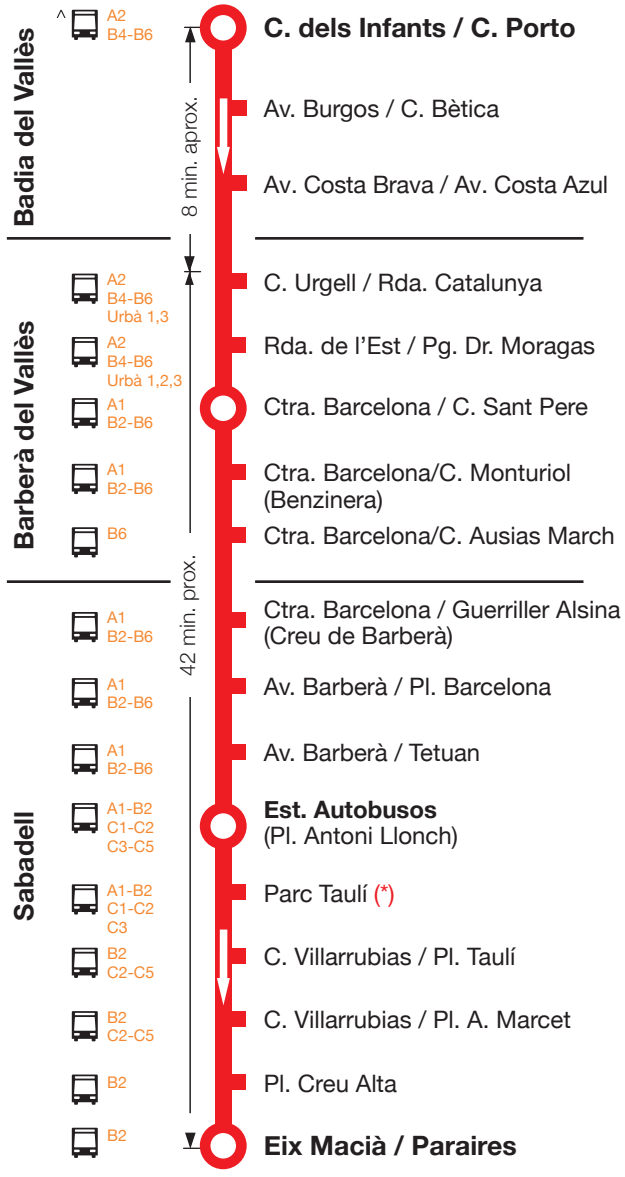 ^
A2
B4-B6
C. dels Infants / C. Porto
Av. Burgos / C. Bètica
Av. Costa Brava / Av. Costa Azul
Badia del Vallès
8 min. aprox.
A2
B4-B6
Urbà 1,3
C. Urgell / Rda. Catalunya
A2
B4-B6
Urbà 1,2,3
Rda. de l’Est / Pg. Dr. Moragas
A1
B2-B6
Ctra. Barcelona / C. Sant Pere
A1
B2-B6
Ctra. Barcelona/C. Monturiol
(Benzinera)
B6
Ctra. Barcelona/C. Ausias March
Barberà del Vallès
42 min. prox.
A1
B2-B6
Ctra. Barcelona / Guerriller Alsina
(Creu de Barberà)
A1
B2-B6
Av. Barberà / Pl. Barcelona
A1
B2-B6
Av. Barberà / Tetuan
A1-B2
C1-C2
C3-C5
Est. Autobusos
(Pl. Antoni Llonch)
A1-B2
C1-C2
C3
Parc Taulí (*)
B2
C2-C5
C. Villarrubias / Pl. Taulí
B2
C2-C5
C. Villarrubias / Pl. A. Marcet
B2
Pl. Creu Alta
B2
Eix Macià / Paraires
Sabadell